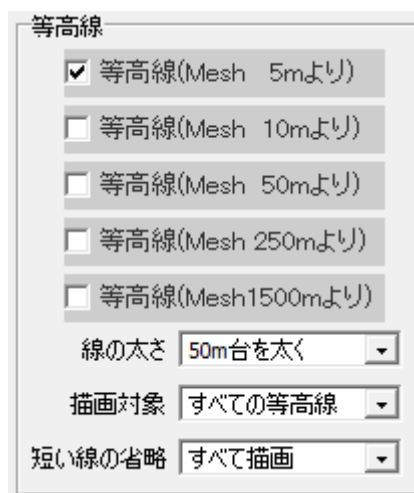 等高線
等高線(Mesh   5mより)
等高線(Mesh  10mより)
等高線(Mesh  50mより)
等高線(Mesh 250mより)
等高線(Mesh1500mより)
線の太さ 50m台を太く
描画対象 すべての等高線
短い線の省略 すべて描画